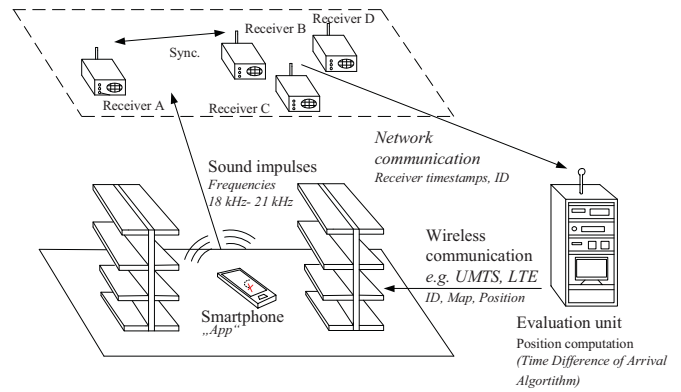 Receiver D
Receiver B
Sync.
Receiver A
Receiver C
Network
communication
Receiver timestamps, ID
Sound impulses
Frequencies
18 kHz- 21 kHz
Wireless
communication
e.g. UMTS, LTE
ID, Map, Position
Smartphone
„App“
Evaluation unit
Position computation
(Time Difference of Arrival
Algortithm)